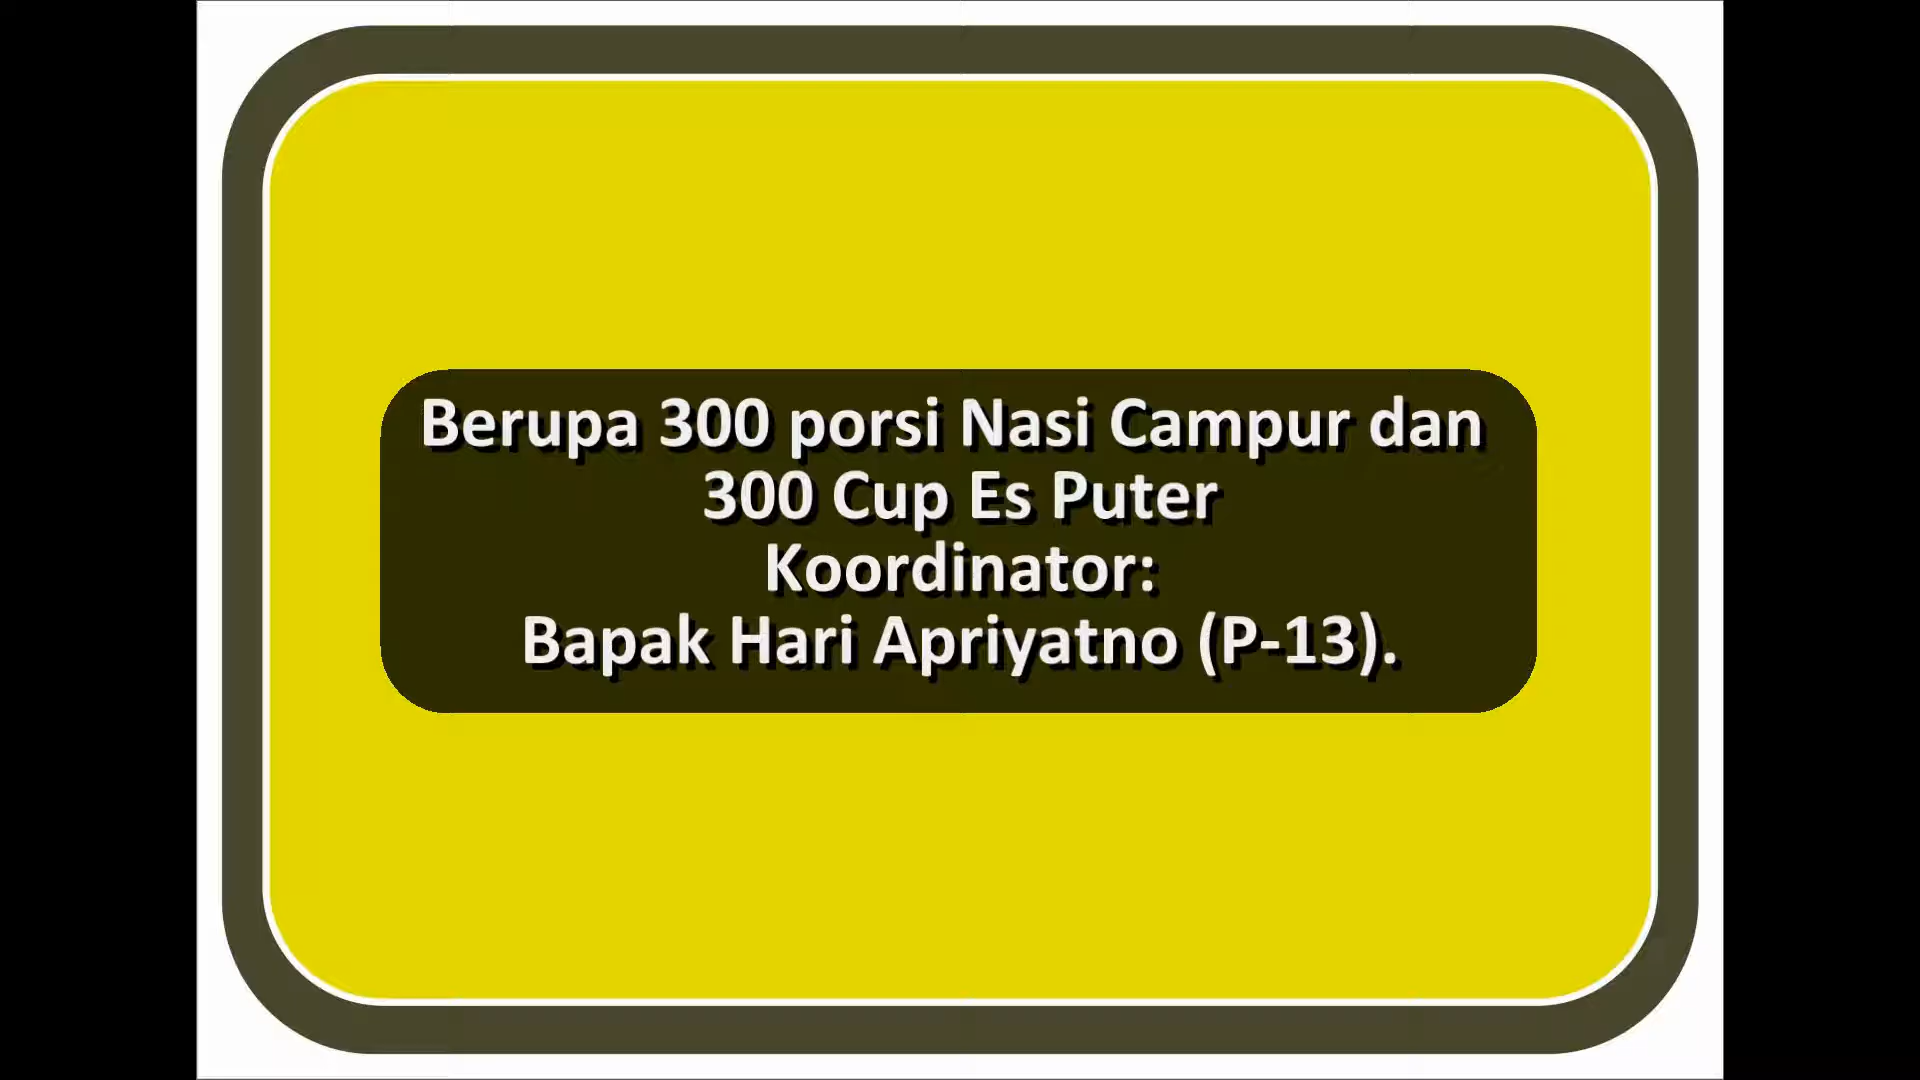 Berupa 300 porsi Nasi Campur dan
300 Cup Es Puter
Koordinator:
Bapak Hari Apriyatno (P-13).